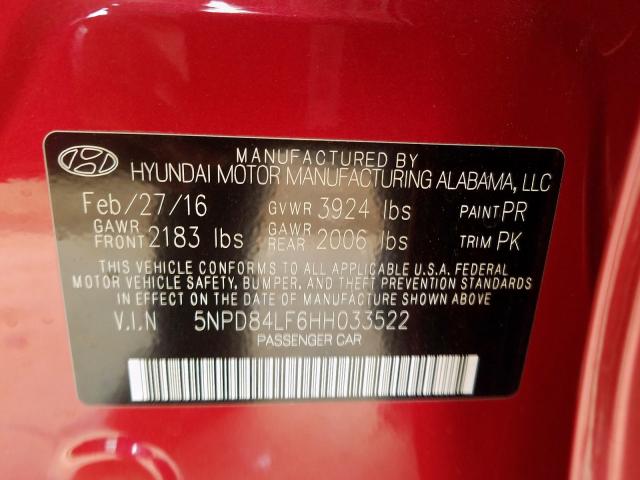 MANUFACTURED BY
HYUNDAI MOTOR MANUFACTURING ALABAMA, LLC
Feb/27/16 GVWR 3924 lbs PAINT PR
GAWR FRONT 2183 lbs GAWR REAR 2006 lbs TRIM PK
THIS VEHICLE CONFORMS TO ALL APPLICABLE U.S.A. FEDERAL
MOTOR VEHICLE SAFETY, BUMPER, AND THEFT PREVENTION STANDARDS
IN EFFECT ON THE DATE OF MANUFACTURE SHOWN ABOVE.
V.I.N 5NPD84LF6HH033522
PASSENGER CAR